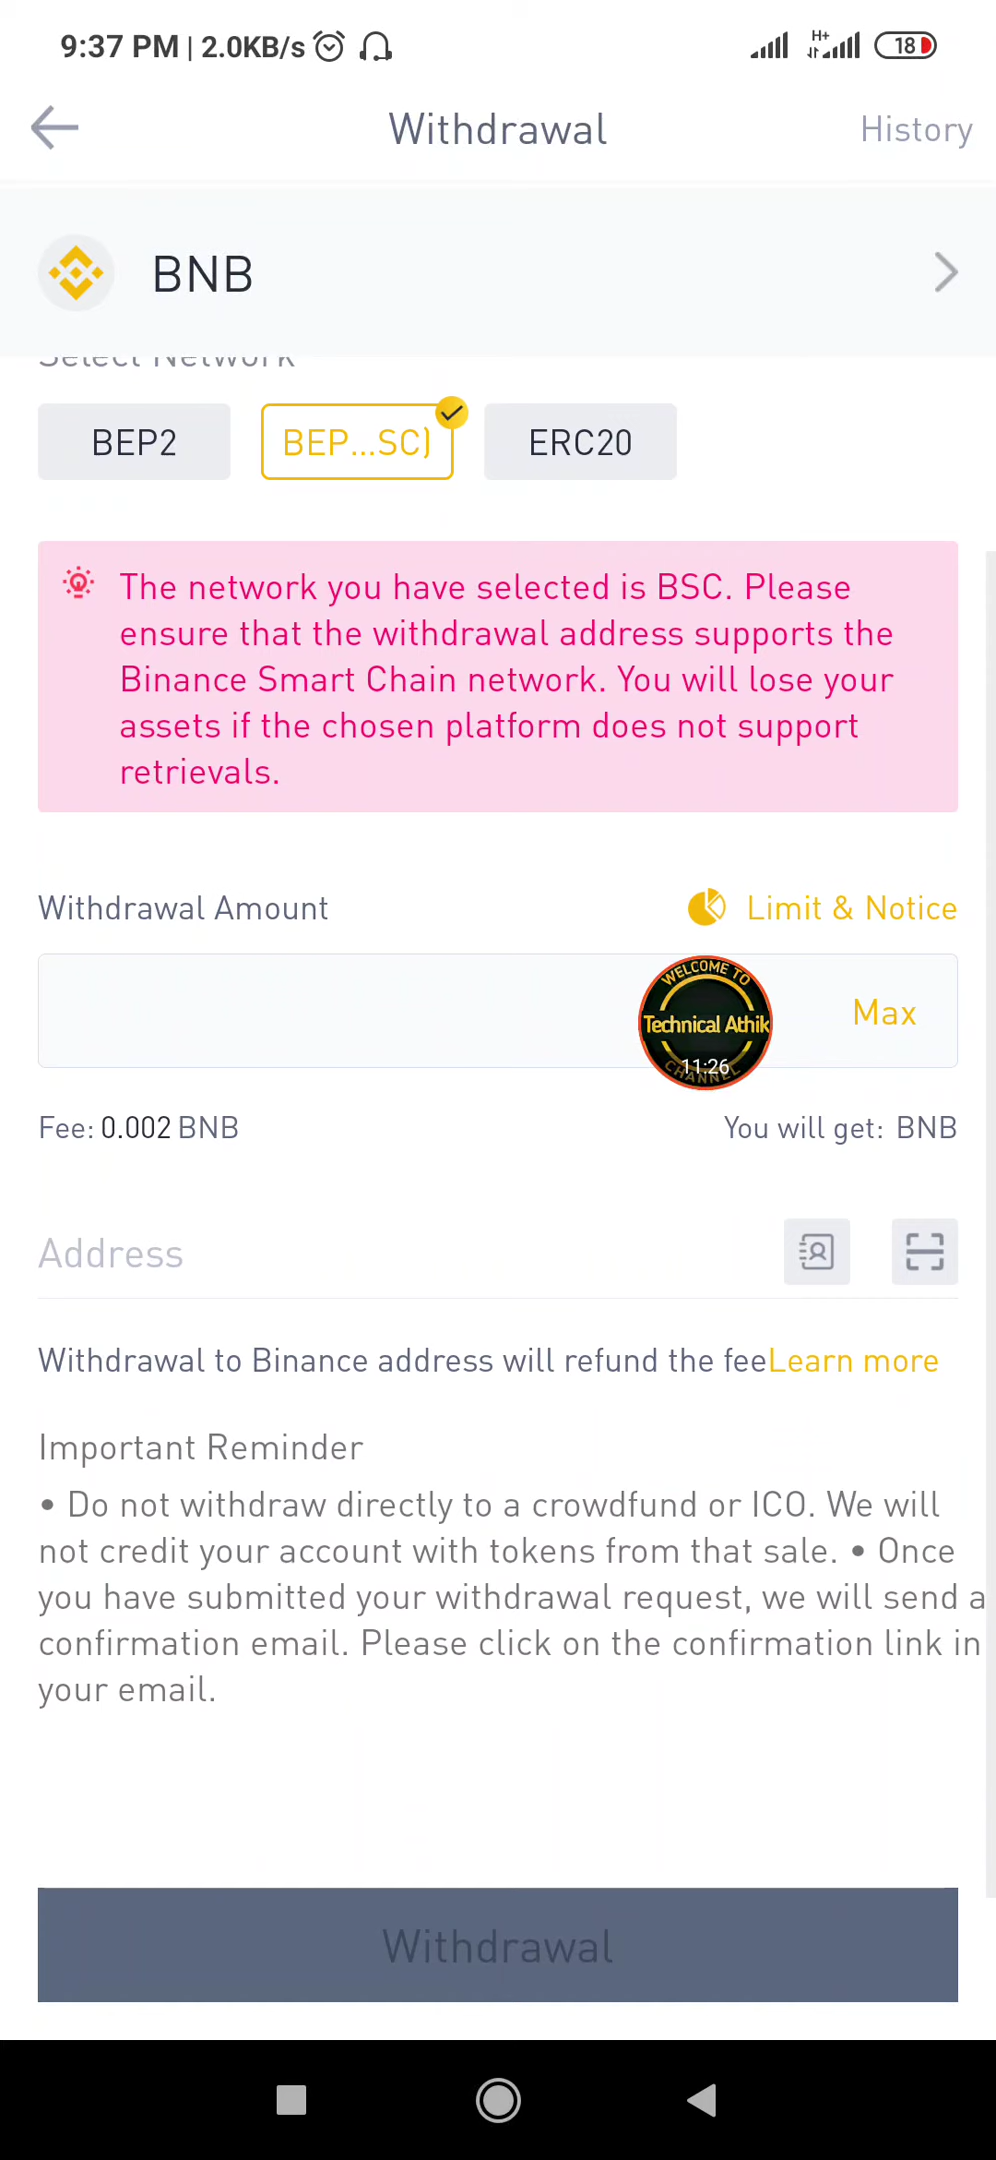 9:37 PM | 2.0KB/s
H+
18
Withdrawal
History
BNB
Select Network
BEP2
BEP...SC)
ERC20
The network you have selected is BSC. Please
ensure that the withdrawal address supports the
Binance Smart Chain network. You will lose your
assets if the chosen platform does not support
retrievals.
Withdrawal Amount
Limit & Notice
WELCOME TO
Technical Athik
CHANNEL
11:26
Max
Fee: 0.002 BNB
You will get: BNB
Address
Withdrawal to Binance address will refund the feeLearn more
Important Reminder
• Do not withdraw directly to a crowdfund or ICO. We will
not credit your account with tokens from that sale. • Once
you have submitted your withdrawal request, we will send a
confirmation email. Please click on the confirmation link in
your email.
Withdrawal